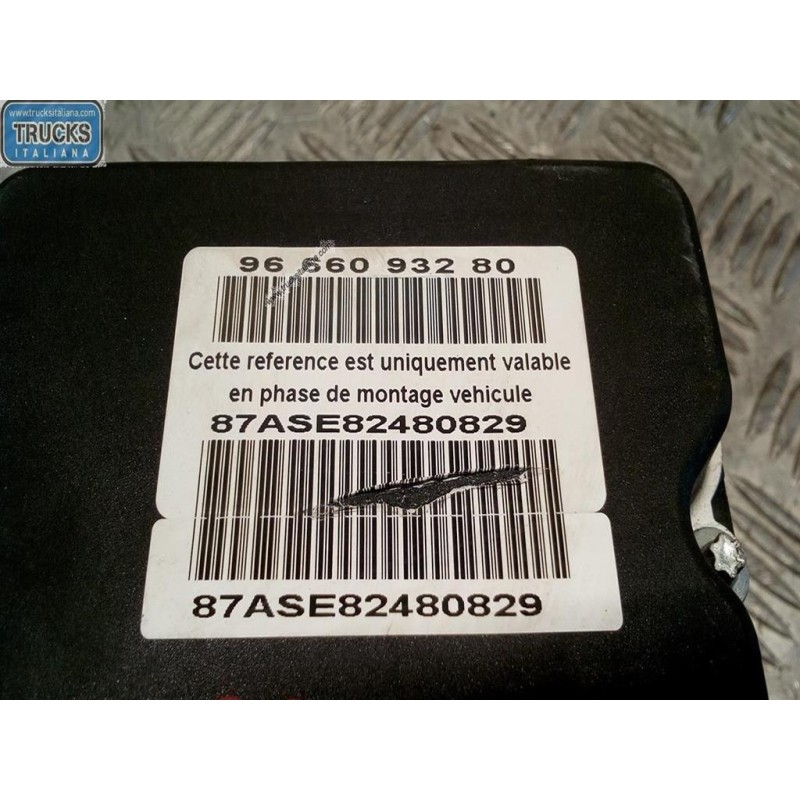 www.trucksitaliana.com
TRUCKS
ITALIANA
96 660 932 80
Cette reference est uniquement valable
en phase de montage vehicule
87ASE82480829
87ASE82480829